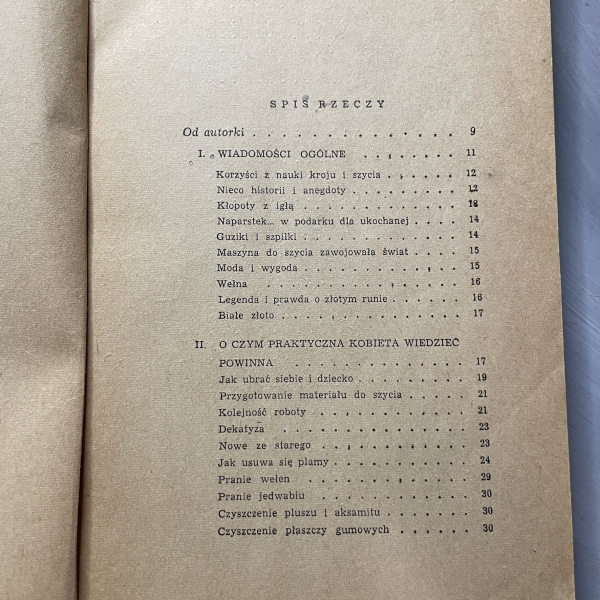 SPIS RZECZY
Od autorki . . . . . . . . . . . . . . 9
I. WIADOMOŚCI OGÓLNE . . . . . . 11
Korzyści z nauki kroju i szycia . . . . . . 12
Nieco historii i anegdoty . . . . . . . . 12
Kłopoty z igłą . . . . . . . . . . . . 13
Naparstek... w podarku dla ukochanej . . . . 14
Guziki i szpilki . . . . . . . . . . . . 14
Maszyna do szycia zawojowała świat . . . . 15
Moda i wygoda . . . . . . . . . . . . 15
Wełna . . . . . . . . . . . . . . 16
Legenda i prawda o złotym runie . . . . . 16
Białe złoto . . . . . . . . . . . . . 17
II. O CZYM PRAKTYCZNA KOBIETA WIEDZIEĆ
POWINNA . . . . . . . . . . . . 17
Jak ubrać siebie i dziecko . . . . . . . . 19
Przygotowanie materiału do szycia . . . . . 21
Kolejność roboty . . . . . . . . . . . 21
Dekatyża . . . . . . . . . . . . . 23
Nowe ze starego . . . . . . . . . . . 23
Jak usuwa się plamy . . . . . . . . . . 24
Pranie wełen . . . . . . . . . . . . 29
Pranie jedwabiu . . . . . . . . . . . 30
Czyszczenie pluszu i aksamitu . . . . . . . 30
Czyszczenie płaszczy gumowych . . . . . . 30